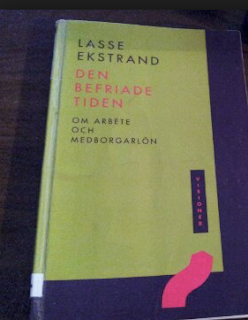 LASSE
EKSTRAND
DEN
BEFRIADE
TIDEN
OM ARBETE
OCH
MEDBORGARLÖN
VISIONER